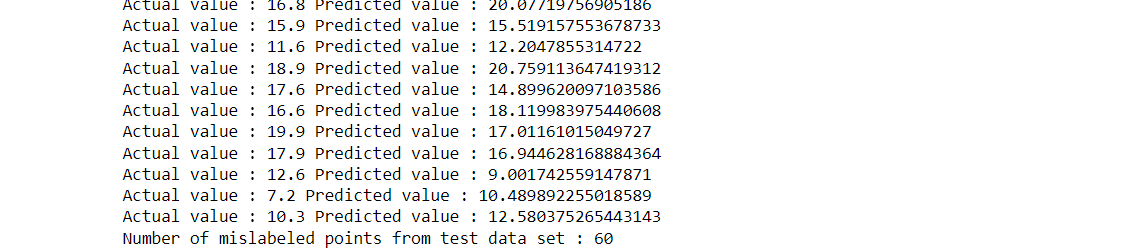 Actual value : 16.8 Predicted value : 20.07719756905186
Actual value : 15.9 Predicted value : 15.519157553678733
Actual value : 11.6 Predicted value : 12.2047855314722
Actual value : 18.9 Predicted value : 20.759113647419312
Actual value : 17.6 Predicted value : 14.899620097103586
Actual value : 16.6 Predicted value : 18.119983975440608
Actual value : 19.9 Predicted value : 17.01161015049727
Actual value : 17.9 Predicted value : 16.944628168884364
Actual value : 12.6 Predicted value : 9.001742559147871
Actual value : 7.2 Predicted value : 10.489892255018589
Actual value : 10.3 Predicted value : 12.580375265443143
Number of mislabeled points from test data set : 60